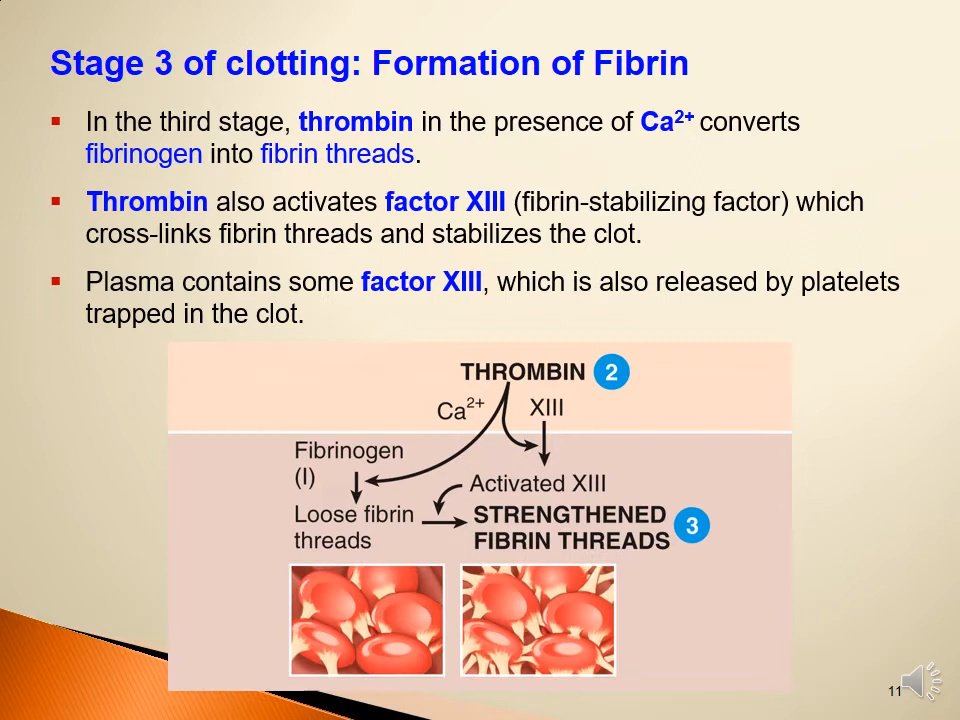 Stage 3 of clotting: Formation of Fibrin
▪ In the third stage, thrombin in the presence of Ca²⁺ converts
fibrinogen into fibrin threads.
▪ Thrombin also activates factor XIII (fibrin-stabilizing factor) which
cross-links fibrin threads and stabilizes the clot.
▪ Plasma contains some factor XIII, which is also released by platelets
trapped in the clot.
THROMBIN 2
Ca²⁺ XIII
Fibrinogen
(I)
Activated XIII
Loose fibrin
threads
STRENGTHENED
FIBRIN THREADS
3
11